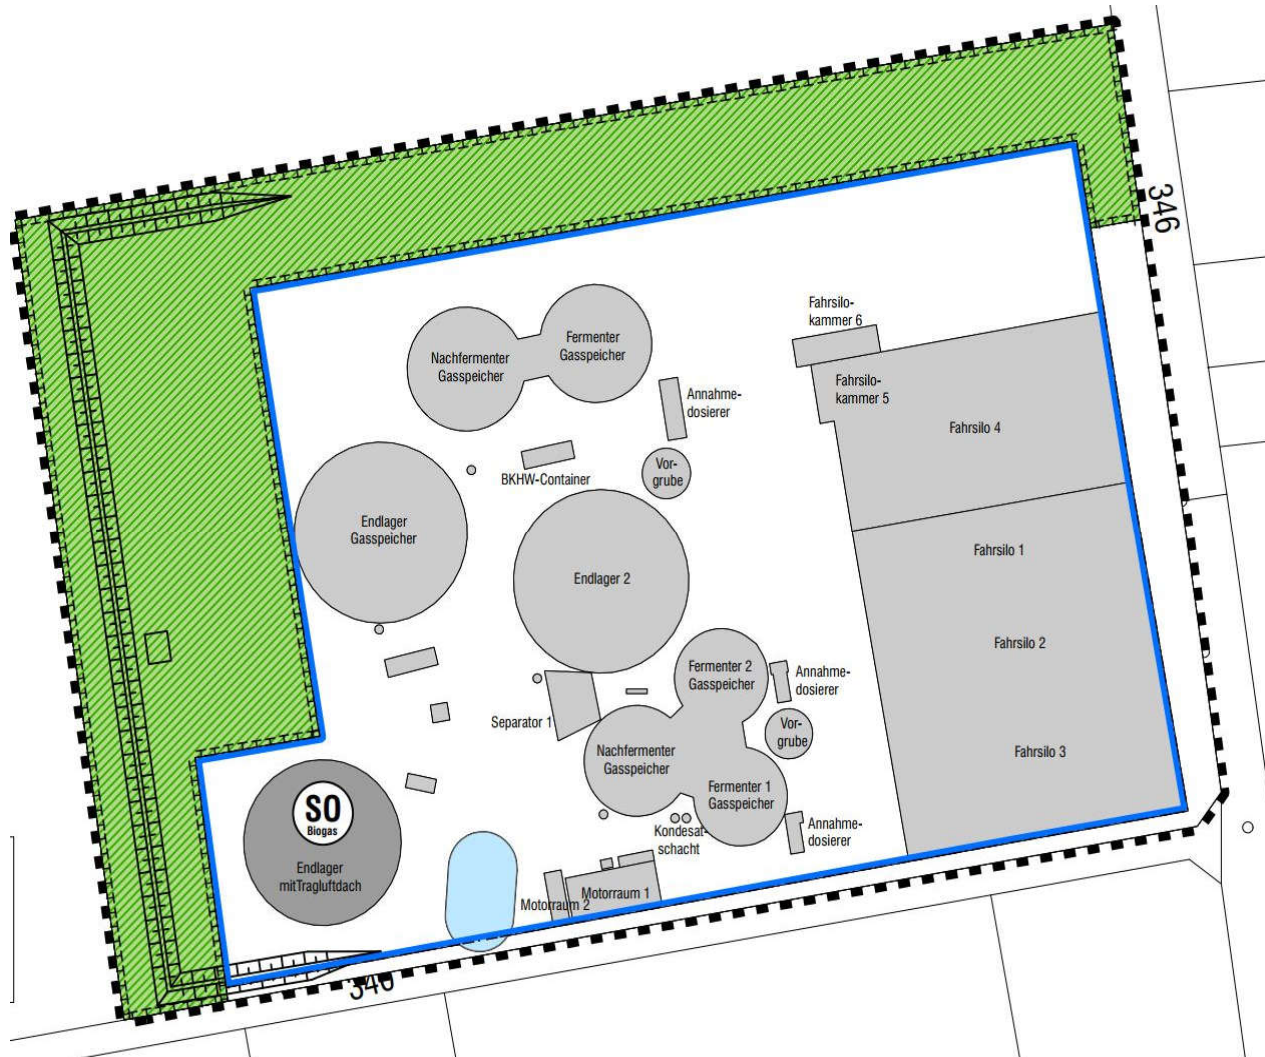 346
Fahrsilo-
kammer 6
Fermenter
Gasspeicher
Nachfermenter
Gasspeicher
Fahrsilo-
kammer 5
Annahme-
dosierer
Fahrsilo 4
Vor-
grube
BKHW-Container
Endlager
Gasspeicher
Fahrsilo 1
Endlager 2
Fahrsilo 2
Fermenter 2
Gasspeicher
Annahme-
dosierer
Separator 1
Vor-
grube
Nachfermenter
Gasspeicher
Fahrsilo 3
Fermenter 1
Gasspeicher
SO
Biogas
Kondesat-
schacht
Annahme-
dosierer
Endlager
mitTragluftdach
Motorraum 1
Motorraum 2
346